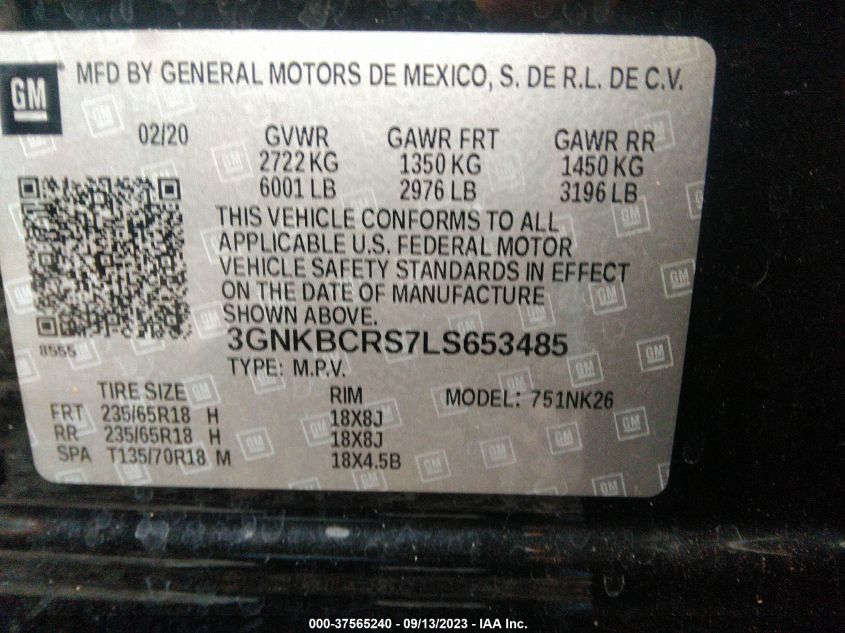 GM MFD BY GENERAL MOTORS DE MEXICO, S. DE R.L. DE C.V.
02/20 GVWR GAWR FRT GAWR RR
2722 KG 1350 KG 1450 KG
6001 LB 2976 LB 3196 LB
THIS VEHICLE CONFORMS TO ALL
APPLICABLE U.S. FEDERAL MOTOR
VEHICLE SAFETY STANDARDS IN EFFECT
ON THE DATE OF MANUFACTURE
SHOWN ABOVE.
8555 3GNKBCRS7LS653485
TYPE: M.P.V.
TIRE SIZE RIM MODEL: 751NK26
FRT 235/65R18 H 18X8J
RR 235/65R18 H 18X8J
SPA T135/70R18 M 18X4.5B
000-37565240 - 09/13/2023 - IAA Inc.